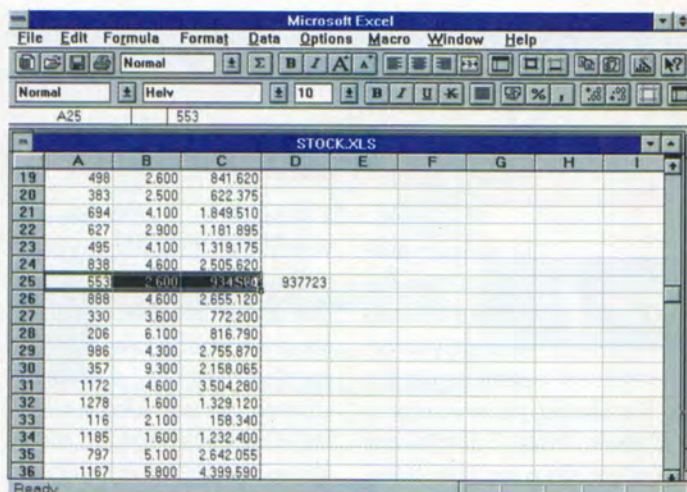 Microsoft Excel
File Edit Formula Format Data Options Macro Window Help
Normal Σ B I A A
Normal Helv 10 B I U K % ,
A25 553
STOCK.XLS
A B C D E F G H I
19 498 2.600 841.620
20 383 2.500 622.375
21 694 4.100 1.849.510
22 627 2.900 1.181.895
23 495 4.100 1.319.175
24 838 4.600 2.505.620
25 553 2.600 937723
26 888 4.600 2.655.120
27 330 3.600 772.200
28 206 6.100 816.790
29 986 4.300 2.755.870
30 357 9.300 2.158.065
31 1172 4.600 3.504.280
32 1278 1.600 1.329.120
33 116 2.100 158.340
34 1185 1.600 1.232.400
35 797 5.100 2.642.055
36 1167 5.800 4.399.590
Ready